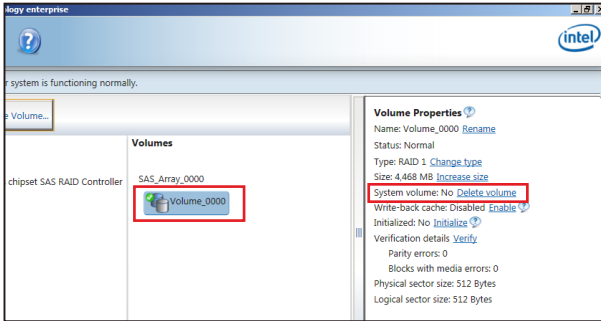 ology enterprise
?
intel
r system is functioning normally.
e Volume...
Volumes
chipset SAS RAID Controller
SAS_Array_0000
Volume_0000
Volume Properties ?
Name: Volume_0000 Rename
Status: Normal
Type: RAID 1 Change type
Size: 4,468 MB Increase size
System volume: No Delete volume
Write-back cache: Disabled Enable ?
Initialized: No Initialize ?
Verification details Verify
Parity errors: 0
Blocks with media errors: 0
Physical sector size: 512 Bytes
Logical sector size: 512 Bytes